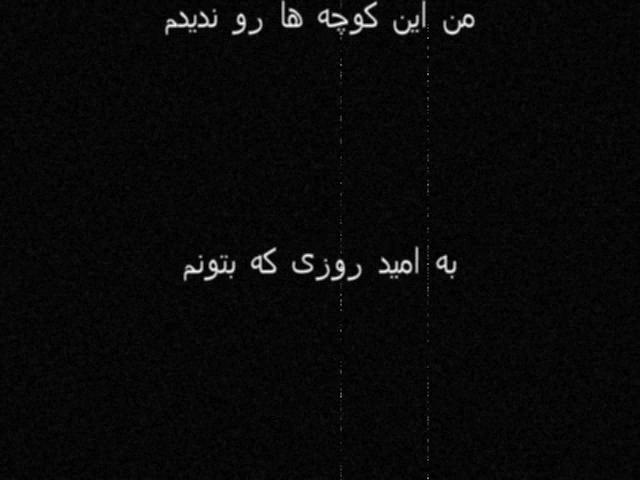 من این کوچه ها رو ندیدم
به امید روزی که بتونم